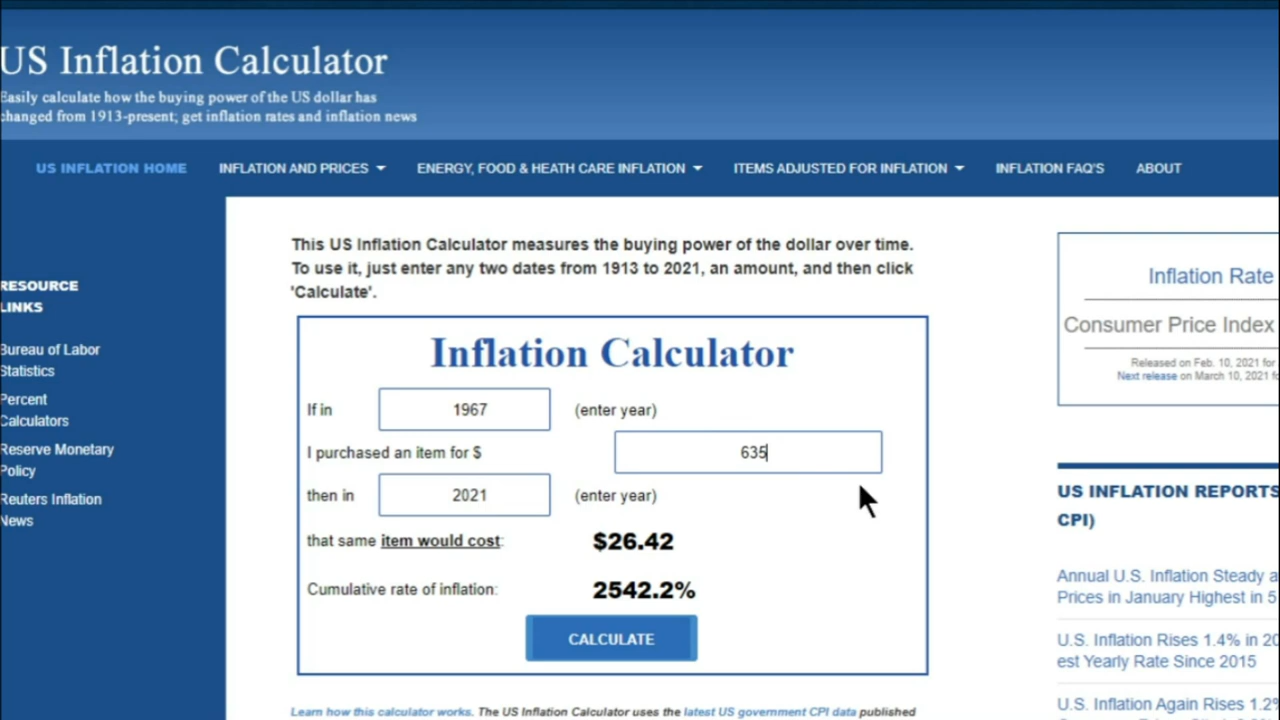 US Inflation Calculator
Easily calculate how the buying power of the US dollar has
changed from 1913-present; get inflation rates and inflation news
US INFLATION HOME INFLATION AND PRICES ENERGY, FOOD & HEATH CARE INFLATION ITEMS ADJUSTED FOR INFLATION INFLATION FAQ'S ABOUT
RESOURCE
LINKS
Bureau of Labor
Statistics
Percent
Calculators
Reserve Monetary
Policy
Reuters Inflation
News
This US Inflation Calculator measures the buying power of the dollar over time.
To use it, just enter any two dates from 1913 to 2021, an amount, and then click
'Calculate'.
Inflation Calculator
If in 1967 (enter year)
I purchased an item for $ 635
then in 2021 (enter year)
that same item would cost: $26.42
Cumulative rate of inflation: 2542.2%
CALCULATE
Learn how this calculator works. The US Inflation Calculator uses the latest US government CPI data published
Inflation Rate
Consumer Price Index
Released on Feb. 10, 2021 for
Next release on March 10, 2021
US INFLATION REPORTS
CPI)
Annual U.S. Inflation Steady
Prices in January Highest in 5
U.S. Inflation Rises 1.4% in 20
est Yearly Rate Since 2015
U.S. Inflation Again Rises 1.2%